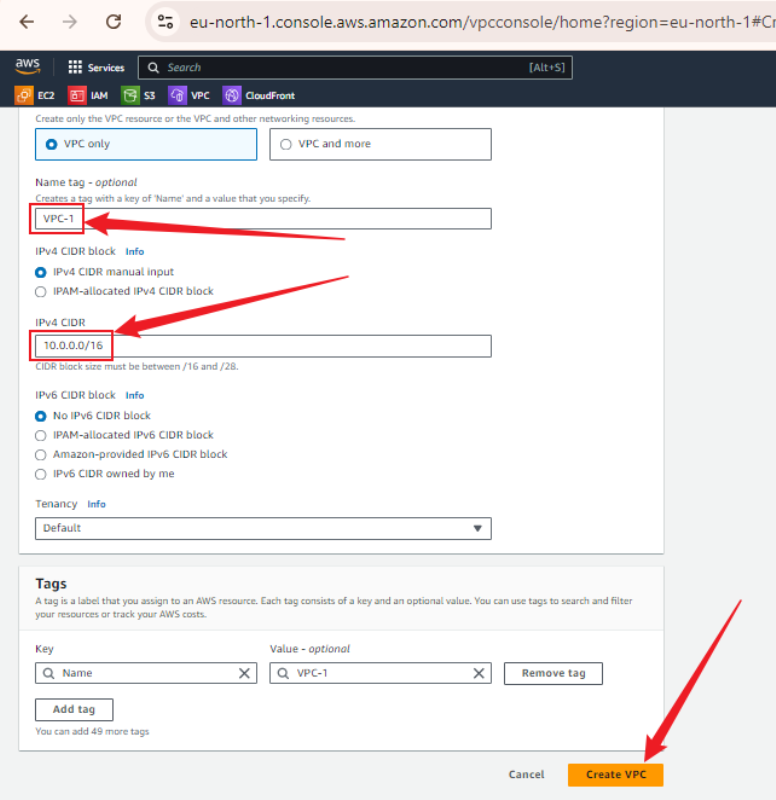 eu-north-1.console.aws.amazon.com/vpcconsole/home?region=eu-north-1#Cr
aws Services Search [Alt+S]
EC2 IAM S3 VPC CloudFront
Create only the VPC resource or the VPC and other networking resources.
VPC only VPC and more
Name tag - optional
Creates a tag with a key of 'Name' and a value that you specify.
VPC-1
IPv4 CIDR block Info
IPv4 CIDR manual input
IPAM-allocated IPv4 CIDR block
IPv4 CIDR
10.0.0.0/16
CIDR block size must be between /16 and /28.
IPv6 CIDR block Info
No IPv6 CIDR block
IPAM-allocated IPv6 CIDR block
Amazon-provided IPv6 CIDR block
IPv6 CIDR owned by me
Tenancy Info
Default
Tags
A tag is a label that you assign to an AWS resource. Each tag consists of a key and an optional value. You can use tags to search and filter
your resources or track your AWS costs.
Key Value - optional
Name VPC-1 Remove tag
Add tag
You can add 49 more tags
Cancel Create VPC